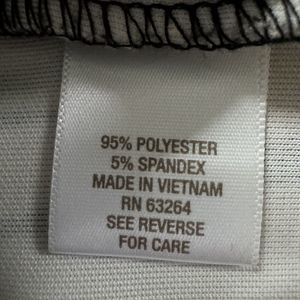 95% POLYESTER
5% SPANDEX
MADE IN VIETNAM
RN 63264
SEE REVERSE
FOR CARE